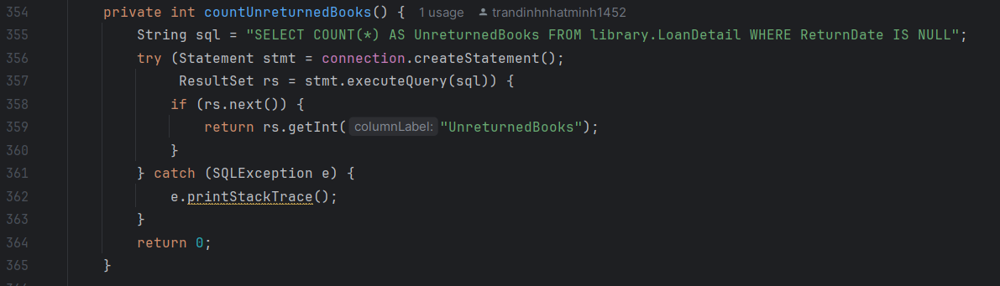 354 private int countUnreturnedBooks() { 1 usage trandinhnhatminh1452
355 String sql = "SELECT COUNT(*) AS UnreturnedBooks FROM library.LoanDetail WHERE ReturnDate IS NULL";
356 try (Statement stmt = connection.createStatement();
357 ResultSet rs = stmt.executeQuery(sql)) {
358 if (rs.next()) {
359 return rs.getInt( columnLabel: "UnreturnedBooks");
360 }
361 } catch (SQLException e) {
362 e.printStackTrace();
363 }
364 return 0;
365 }